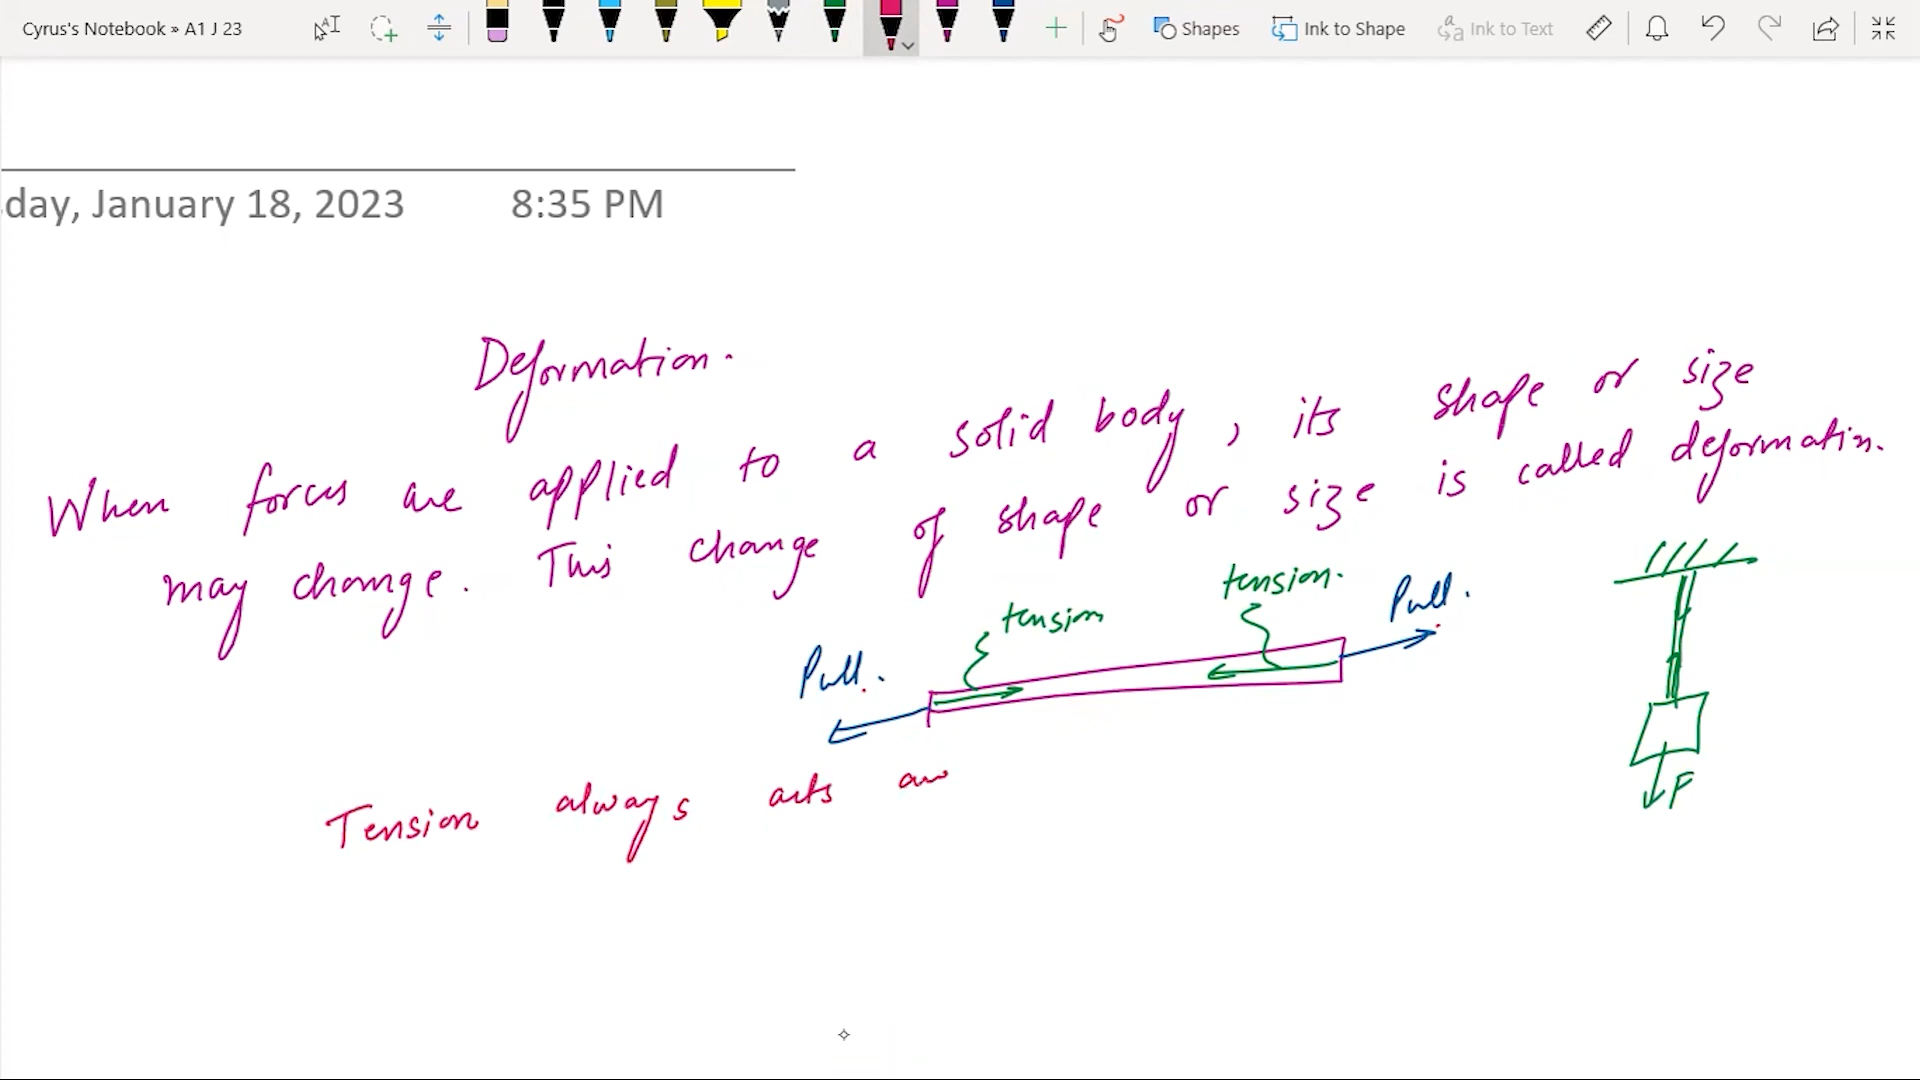 Cyrus's Notebook » A1 J 23
Shapes
Ink to Shape
Ink to Text
day, January 18, 2023 8:35 PM
Deformation.
When forces are applied to a solid body, its shape or size
may change. This change of shape or size is called deformatin.
tension
tension.
Pull.
Pull.
F
Tension always acts aw